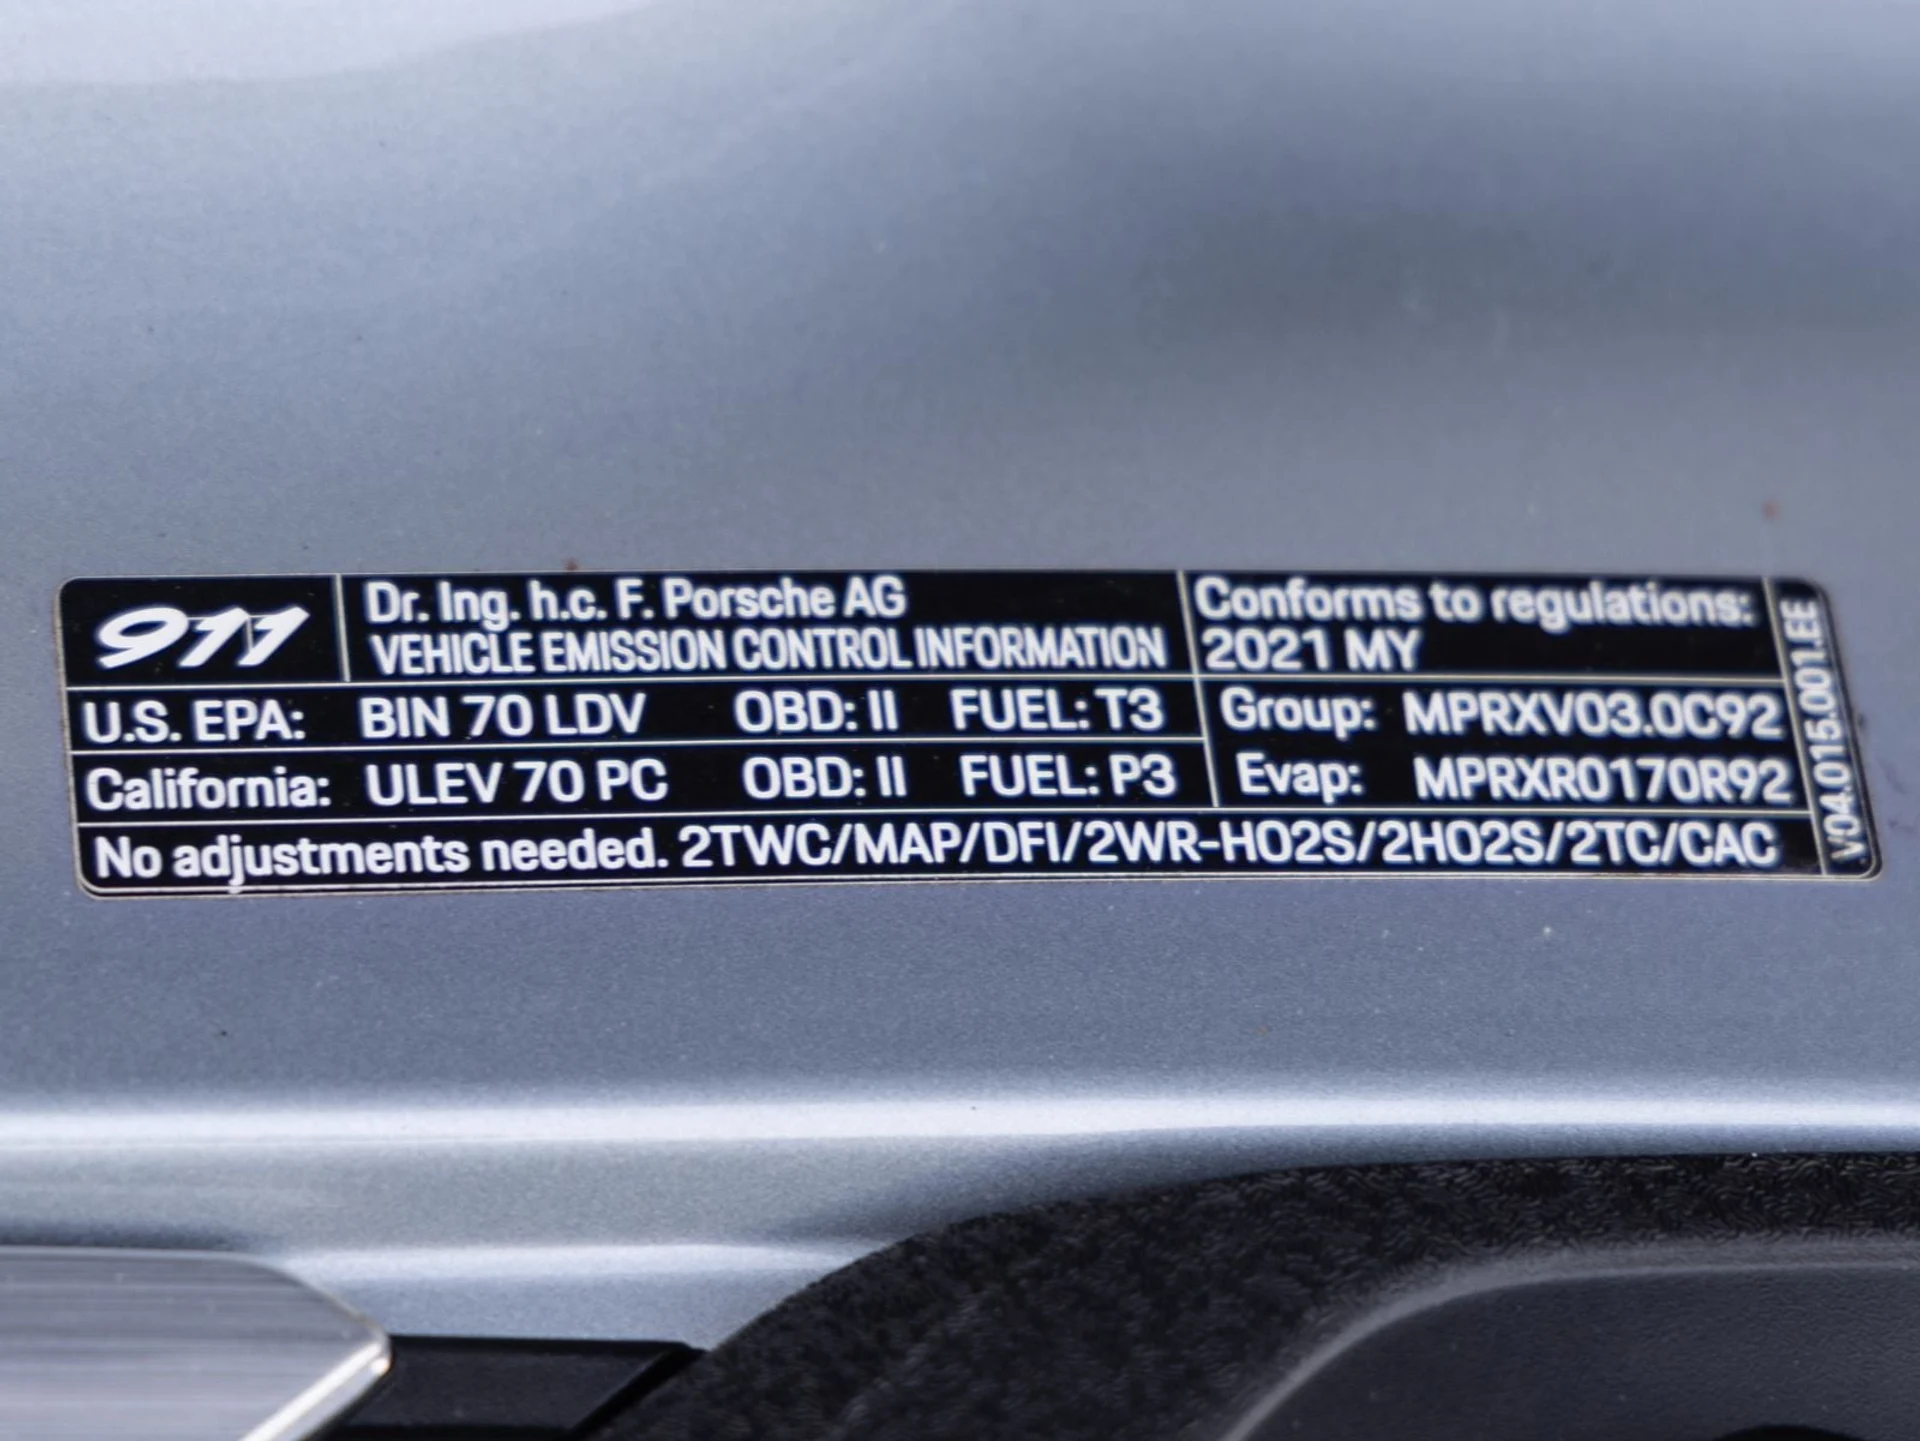 911
Dr. Ing. h.c. F. Porsche AG
VEHICLE EMISSION CONTROL INFORMATION
Conforms to regulations:
2021 MY
U.S. EPA: BIN 70 LDV OBD: II FUEL: T3
Group: MPRXV03.0C92
California: ULEV 70 PC OBD: II FUEL: P3
Evap: MPRXR0170R92
No adjustments needed. 2TWC/MAP/DFI/2WR-HO2S/2HO2S/2TC/CAC
V04.015.001.EE